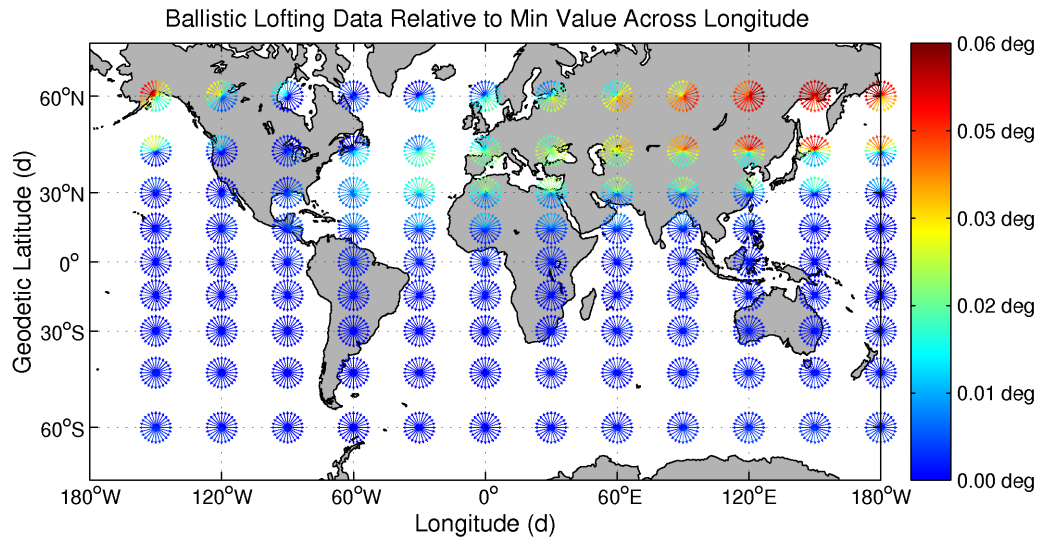 Ballistic Lofting Data Relative to Min Value Across Longitude
Geodetic Latitude (d)
60°N
30°N
0°
30°S
60°S
180°W
120°W
60°W
0°
60°E
120°E
180°W
Longitude (d)
0.06 deg
0.05 deg
0.03 deg
0.02 deg
0.01 deg
0.00 deg